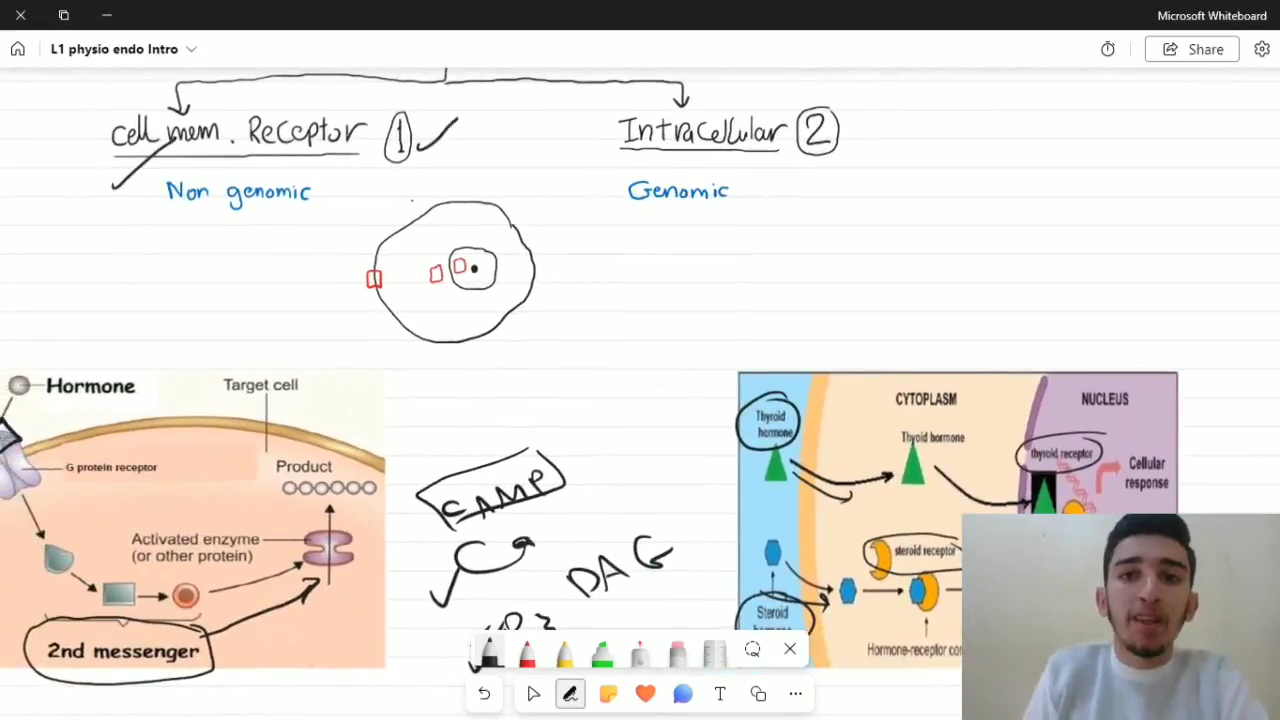 Microsoft Whiteboard
L1 physio endo Intro
Share
cell mem. Receptor 1
Intracellular 2
Non genomic
Genomic
Hormone
Target cell
G protein receptor
Product
Activated enzyme
(or other protein)
2nd messenger
CAMP
DAG
CYTOPLASM
NUCLEUS
Thyroid
hormone
Thyoid hormone
thyroid receptor
Cellular
response
steroid receptor
Steroid
Hormone-receptor
T